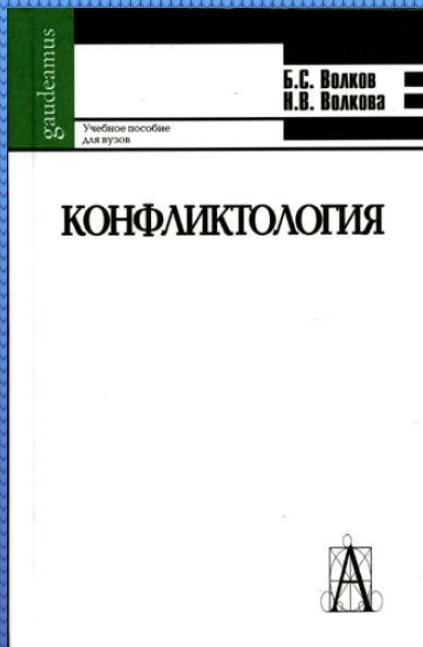 gaudeamus
Б.С. Волков
Н.В. Волкова
Учебное пособие
для вузов
КОНФЛИКТОЛОГИЯ
А